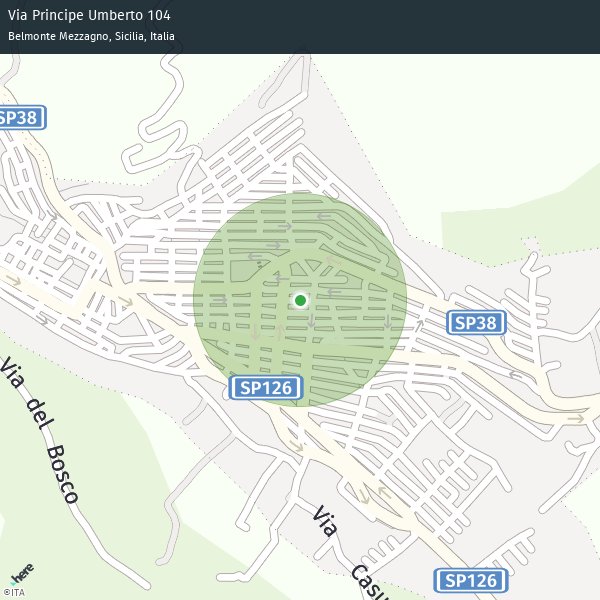 Via Principe Umberto 104
Belmonte Mezzagno, Sicilia, Italia
SP38
SP38
SP126
Via del Bosco
Via Casu
SP126
here
©ITA